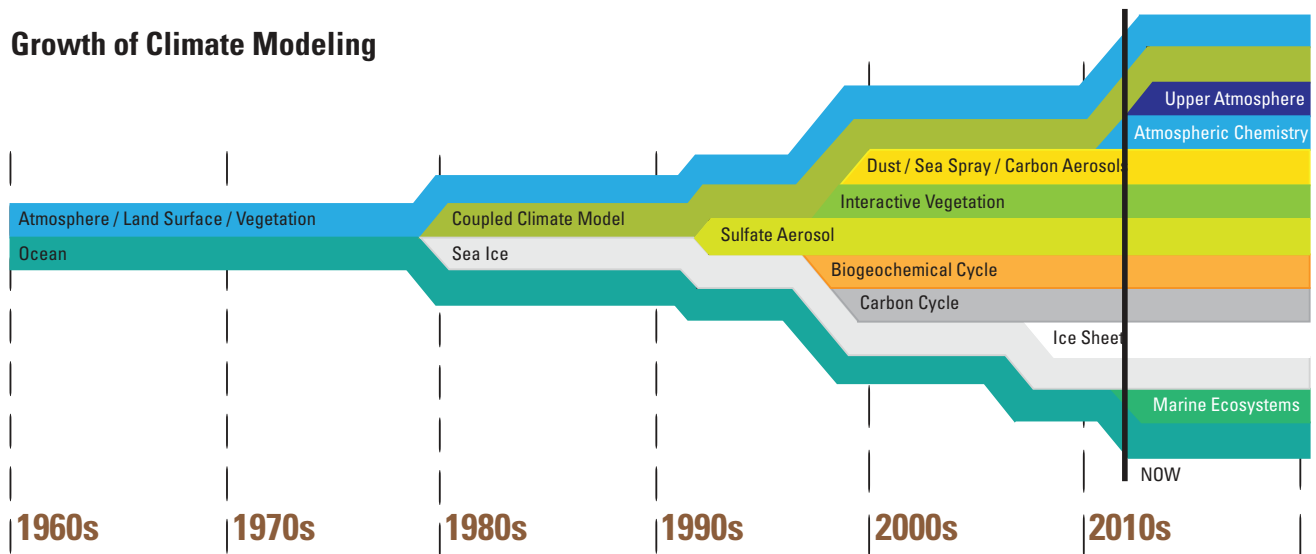 Growth of Climate Modeling
Upper Atmosphere
Atmospheric Chemistry
Dust / Sea Spray / Carbon Aerosols
Interactive Vegetation
Atmosphere / Land Surface / Vegetation
Coupled Climate Model
Sulfate Aerosol
Ocean
Sea Ice
Biogeochemical Cycle
Carbon Cycle
Ice Sheet
Marine Ecosystems
NOW
1960s
1970s
1980s
1990s
2000s
2010s